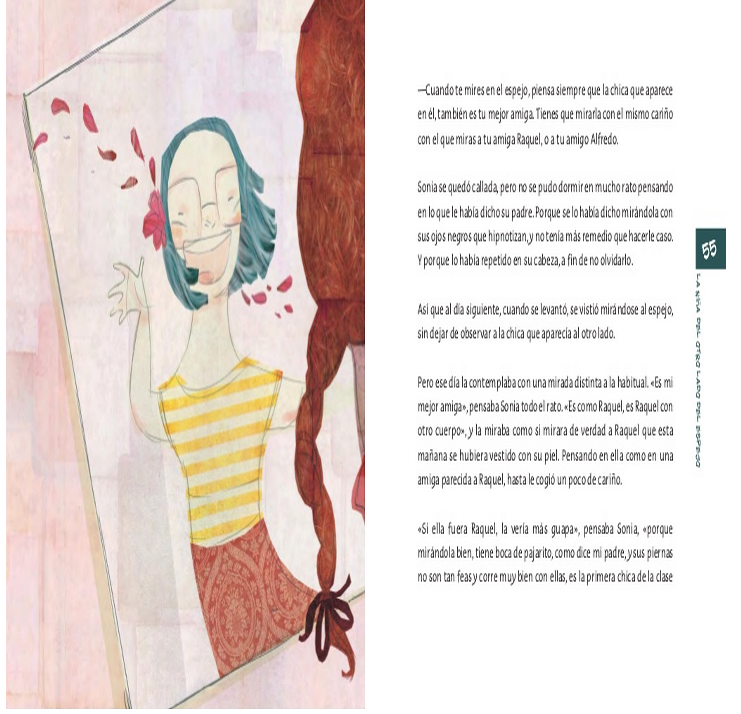 —Cuando te mires en el espejo, piensa siempre que la chica que aparece
en él, también es tu mejor amiga. Tienes que mirarla con el mismo cariño
con el que miras a tu amiga Raquel, o a tu amigo Alfredo.
Sonia se quedó callada, pero no se pudo dormir en mucho rato pensando
en lo que le había dicho su padre. Porque se lo había dicho mirándola con
sus ojos negros que hipnotizan, y no tenía más remedio que hacerle caso.
Y porque lo había repetido en su cabeza, a fin de no olvidarlo.
Así que al día siguiente, cuando se levantó, se vistió mirándose al espejo,
sin dejar de observar a la chica que aparecía al otro lado.
Pero ese día la contemplaba con una mirada distinta a la habitual. «Es mi
mejor amiga», pensaba Sonia todo el rato. «Es como Raquel, es Raquel con
otro cuerpo», y la miraba como si mirara de verdad a Raquel que esta
mañana se hubiera vestido con su piel. Pensando en ella como en una
amiga parecida a Raquel, hasta le cogió un poco de cariño.
«Si ella fuera Raquel, la vería más guapa», pensaba Sonia, «porque
mirándola bien, tiene boca de pajarito, como dice mi padre, y sus piernas
no son tan feas y corre muy bien con ellas, es la primera chica de la clase
55
LA NIÑA DEL OTRO LADO DEL ESPEJO